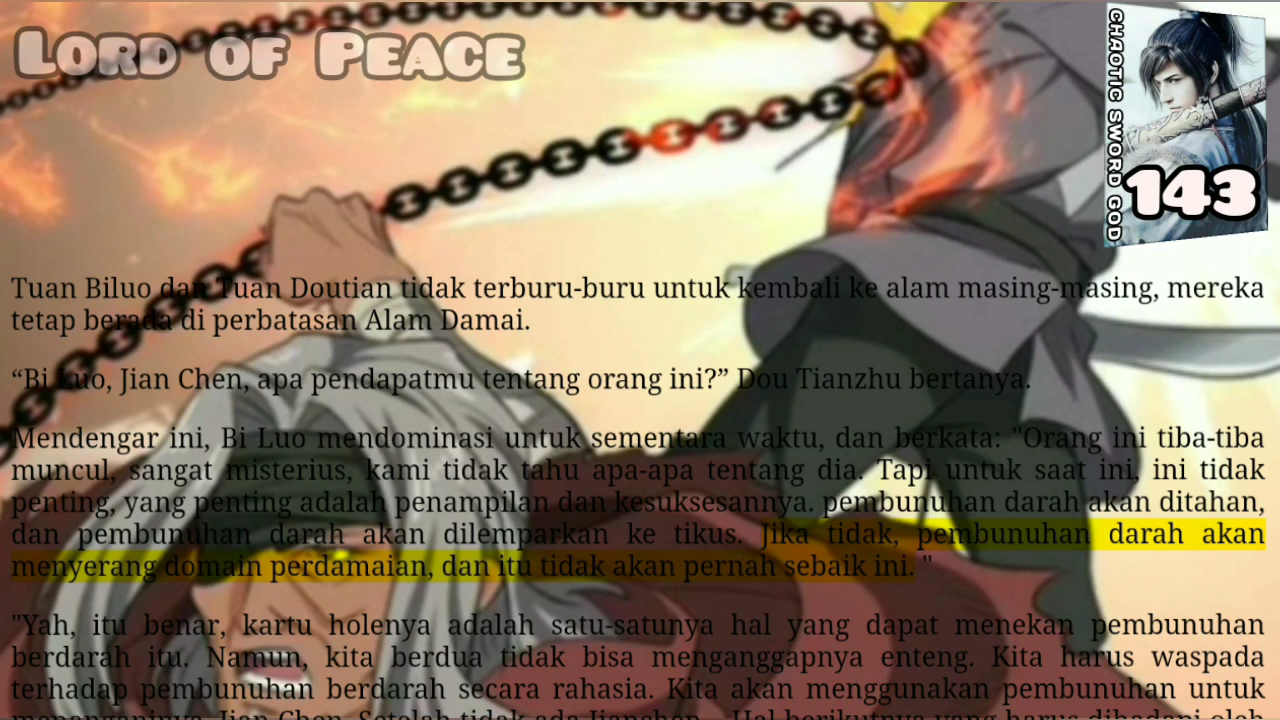 LORD OF PEACE
CHAOTIC SWORD GOD
143
Tuan Biluo dan Tuan Doutian tidak terburu-buru untuk kembali ke alam masing-masing, mereka
tetap berada di perbatasan Alam Damai.
“Bi Luo, Jian Chen, apa pendapatmu tentang orang ini?” Dou Tianzhu bertanya.
Mendengar ini, Bi Luo mendominasi untuk sementara waktu, dan berkata: "Orang ini tiba-tiba
muncul, sangat misterius, kami tidak tahu apa-apa tentang dia. Tapi untuk saat ini, ini tidak
penting, yang penting adalah penampilan dan kesuksesannya. pembunuhan darah akan ditahan,
dan pembunuhan darah akan dilemparkan ke tikus. Jika tidak, pembunuhan darah akan
menyerang domain perdamaian, dan itu tidak akan pernah sebaik ini. "
"Yah, itu benar, kartu holenya adalah satu-satunya hal yang dapat menekan pembunuhan
berdarah itu. Namun, kita berdua tidak bisa menganggapnya enteng. Kita harus waspada
terhadap pembunuhan berdarah secara rahasia. Kita akan menggunakan pembunuhan untuk